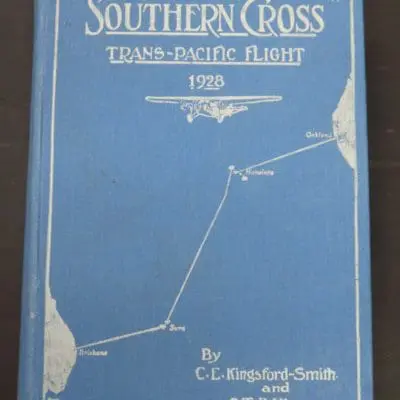 SOUTHERN CROSS
TRANS-PACIFIC FLIGHT
1928
Oakland
Honolulu
Suva
Brisbane
By
C.E. Kingsford-Smith
and